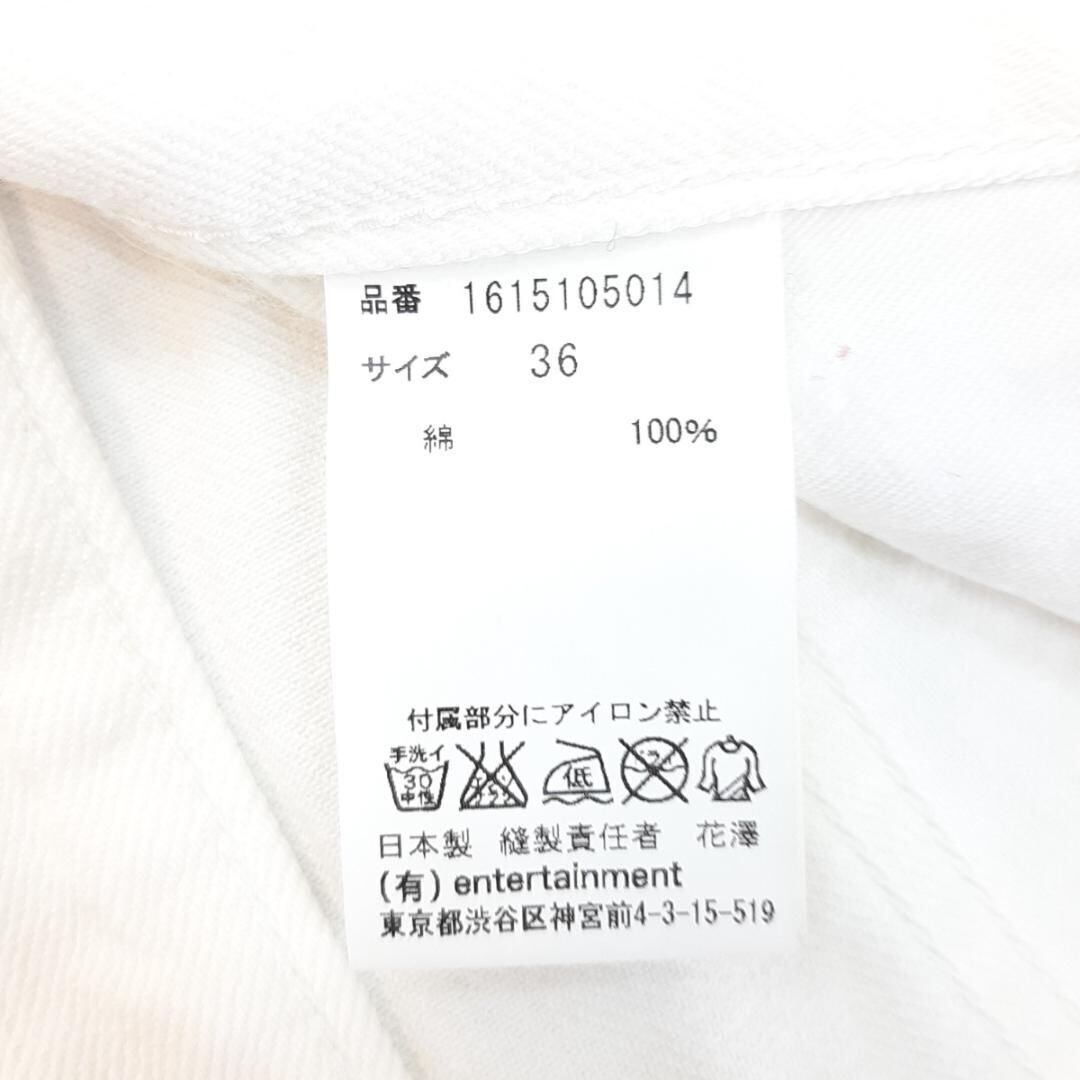 品番 1615105014
サイズ 36
綿 100%
付属部分にアイロン禁止
手洗イ
30
中性
低
日本製 縫製責任者 花澤
(有) entertainment
東京都渋谷区神宮前4-3-15-519